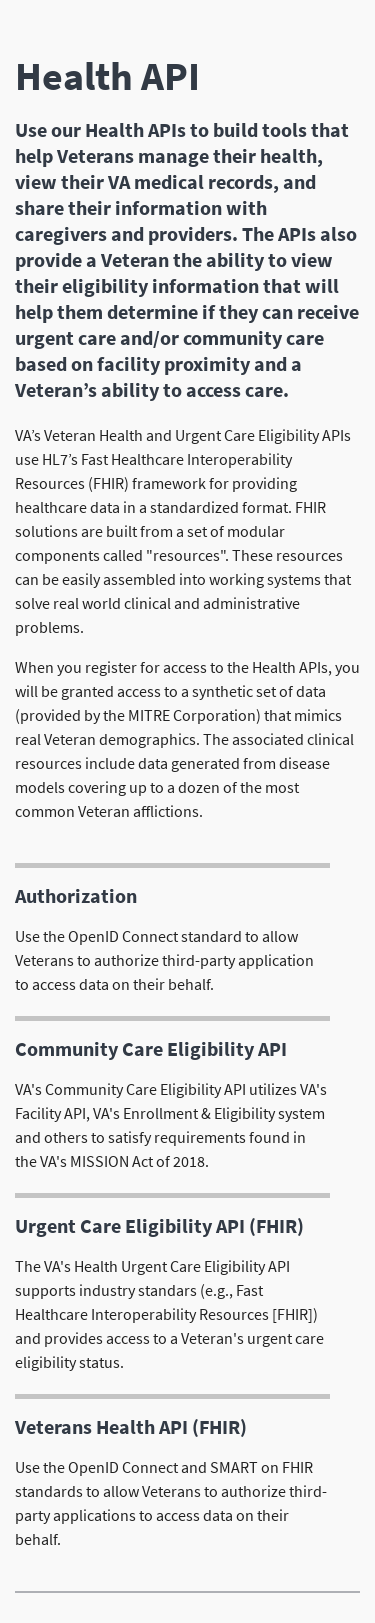 Health API
Use our Health APIs to build tools that
help Veterans manage their health,
view their VA medical records, and
share their information with
caregivers and providers. The APIs also
provide a Veteran the ability to view
their eligibility information that will
help them determine if they can receive
urgent care and/or community care
based on facility proximity and a
Veteran’s ability to access care.
VA’s Veteran Health and Urgent Care Eligibility APIs
use HL7’s Fast Healthcare Interoperability
Resources (FHIR) framework for providing
healthcare data in a standardized format. FHIR
solutions are built from a set of modular
components called "resources". These resources
can be easily assembled into working systems that
solve real world clinical and administrative
problems.
When you register for access to the Health APIs, you
will be granted access to a synthetic set of data
(provided by the MITRE Corporation) that mimics
real Veteran demographics. The associated clinical
resources include data generated from disease
models covering up to a dozen of the most
common Veteran afflictions.
Authorization
Use the OpenID Connect standard to allow
Veterans to authorize third-party application
to access data on their behalf.
Community Care Eligibility API
VA's Community Care Eligibility API utilizes VA's
Facility API, VA's Enrollment & Eligibility system
and others to satisfy requirements found in
the VA's MISSION Act of 2018.
Urgent Care Eligibility API (FHIR)
The VA's Health Urgent Care Eligibility API
supports industry standars (e.g., Fast
Healthcare Interoperability Resources [FHIR])
and provides access to a Veteran's urgent care
eligibility status.
Veterans Health API (FHIR)
Use the OpenID Connect and SMART on FHIR
standards to allow Veterans to authorize third-
party applications to access data on their
behalf.